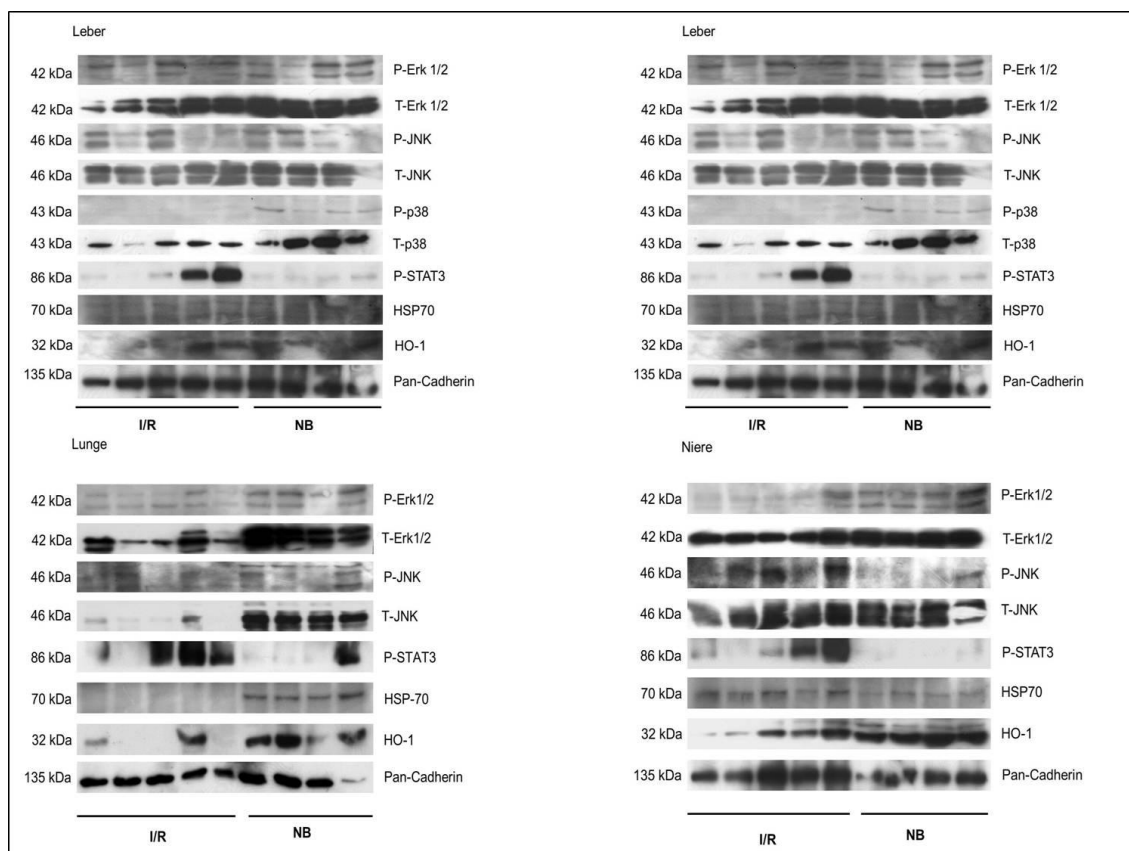 Leber
42 kDa P-Erk 1/2
42 kDa T-Erk 1/2
46 kDa P-JNK
46 kDa T-JNK
43 kDa P-p38
43 kDa T-p38
86 kDa P-STAT3
70 kDa HSP70
32 kDa HO-1
135 kDa Pan-Cadherin
I/R NB
Leber
42 kDa P-Erk 1/2
42 kDa T-Erk 1/2
46 kDa P-JNK
46 kDa T-JNK
43 kDa P-p38
43 kDa T-p38
86 kDa P-STAT3
70 kDa HSP70
32 kDa HO-1
135 kDa Pan-Cadherin
I/R NB
Lunge
42 kDa P-Erk1/2
42 kDa T-Erk1/2
46 kDa P-JNK
46 kDa T-JNK
86 kDa P-STAT3
70 kDa HSP-70
32 kDa HO-1
135 kDa Pan-Cadherin
I/R NB
Niere
42 kDa P-Erk1/2
42 kDa T-Erk1/2
46 kDa P-JNK
46 kDa T-JNK
86 kDa P-STAT3
70 kDa HSP70
32 kDa HO-1
135 kDa Pan-Cadherin
I/R NB